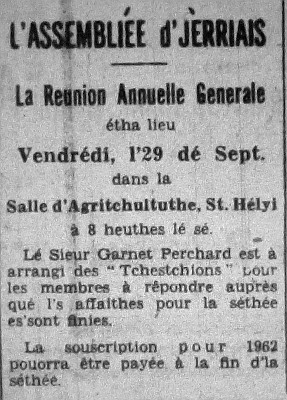 L'ASSEMBLIÉE d'JÈRRIAIS
La Reunion Annuelle Generale
étha lieu
Vendrédi, l'29 dé Sept.
dans la
Salle d'Agritchultuthe, St. Hélyi
à 8 heuthes lé sé.
Lé Sieur Garnet Perchard est à
arrangi des "Tchestchions" pour
les membres à rêpondre auprès
qué l's affaithes pour la séthée
es'sont finies.
La souscription pour 1962
pouorra être payée à la fin d'la
séthée.